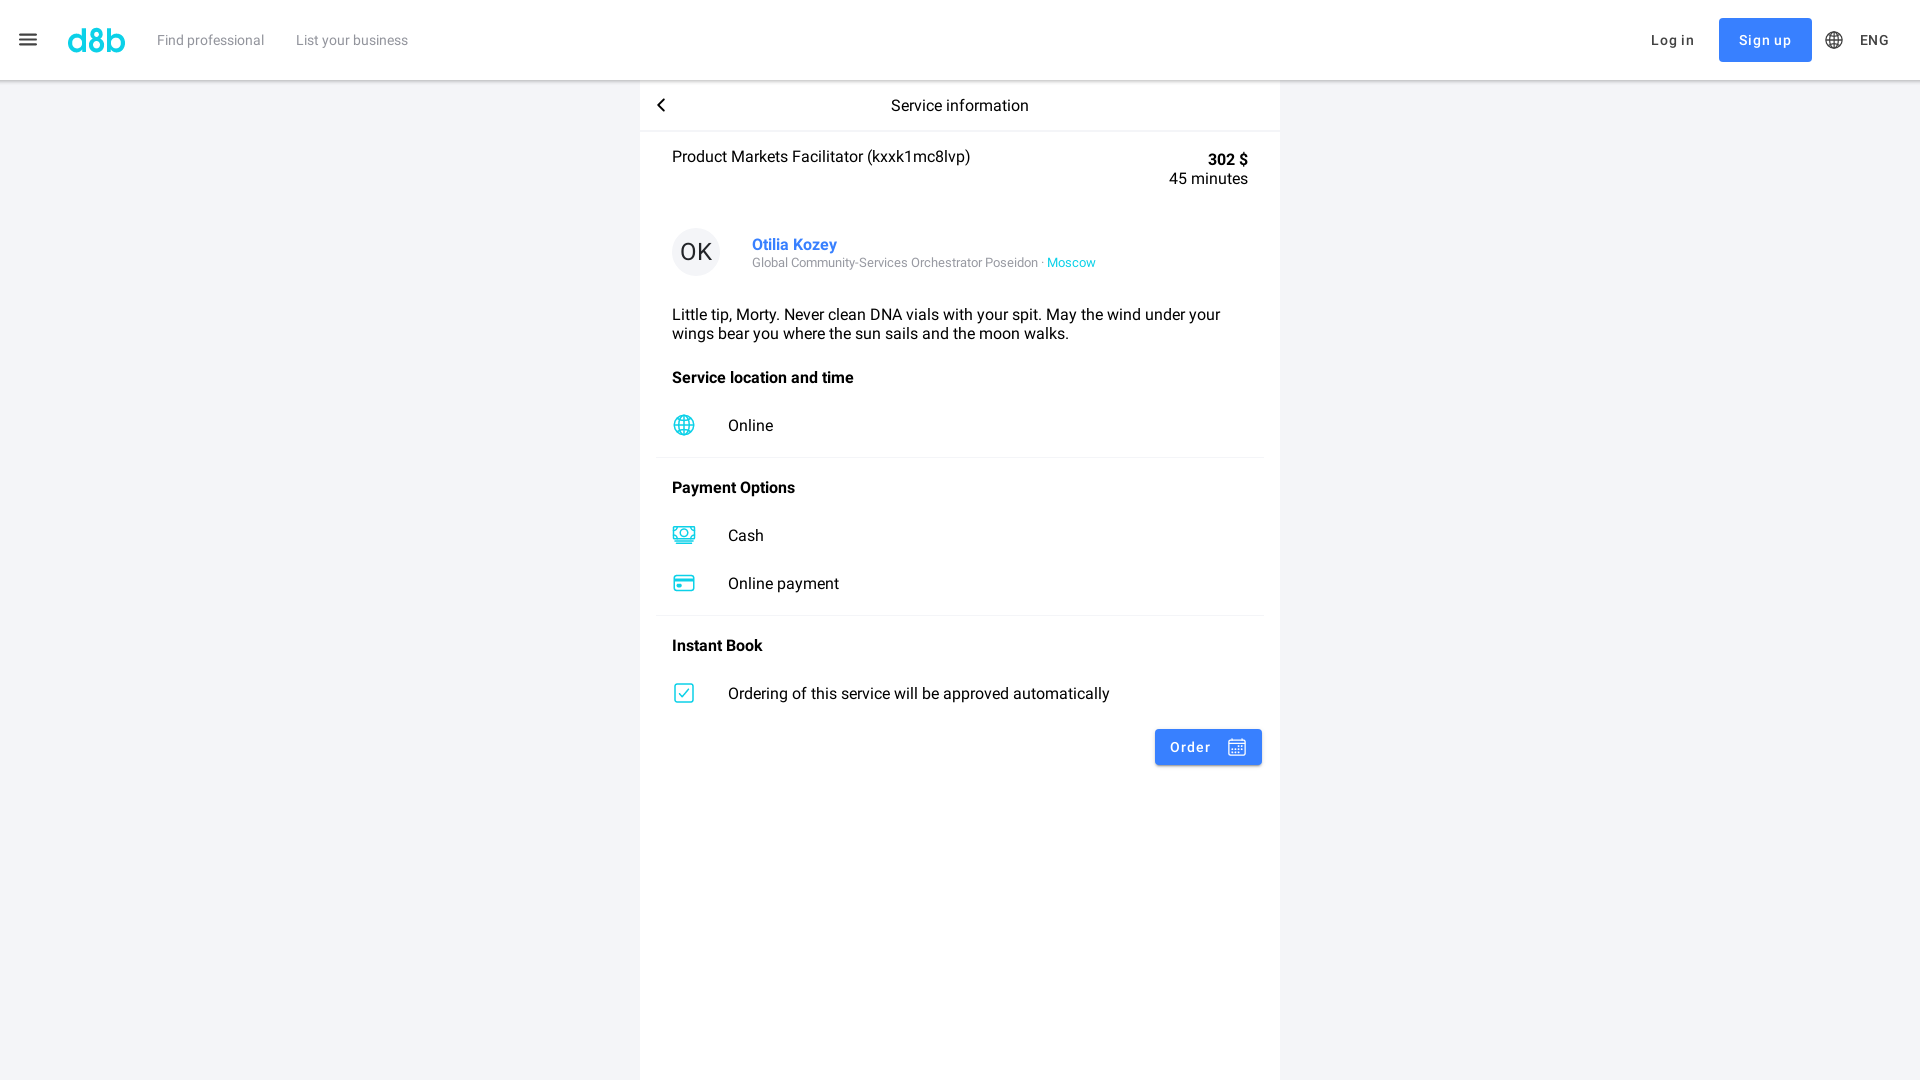 d8b
Find professional
List your business
Log in
Sign up
ENG
Service information
Product Markets Facilitator (kxxk1mc8lvp)
302 $
45 minutes
OK
Otilia Kozey
Global Community-Services Orchestrator Poseidon · Moscow
Little tip, Morty. Never clean DNA vials with your spit. May the wind under your
wings bear you where the sun sails and the moon walks.
Service location and time
Online
Payment Options
Cash
Online payment
Instant Book
Ordering of this service will be approved automatically
Order